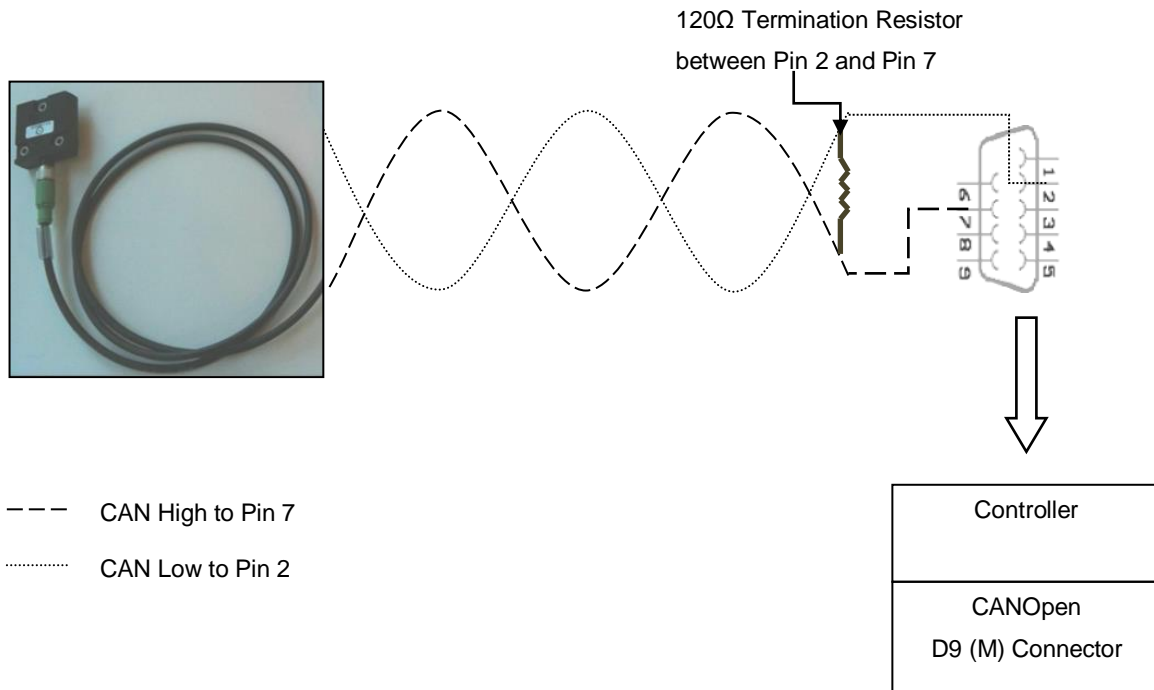 120Ω Termination Resistor
between Pin 2 and Pin 7
1
2
3
4
5
6
7
8
9
CAN High to Pin 7
CAN Low to Pin 2
Controller
CANOpen
D9 (M) Connector